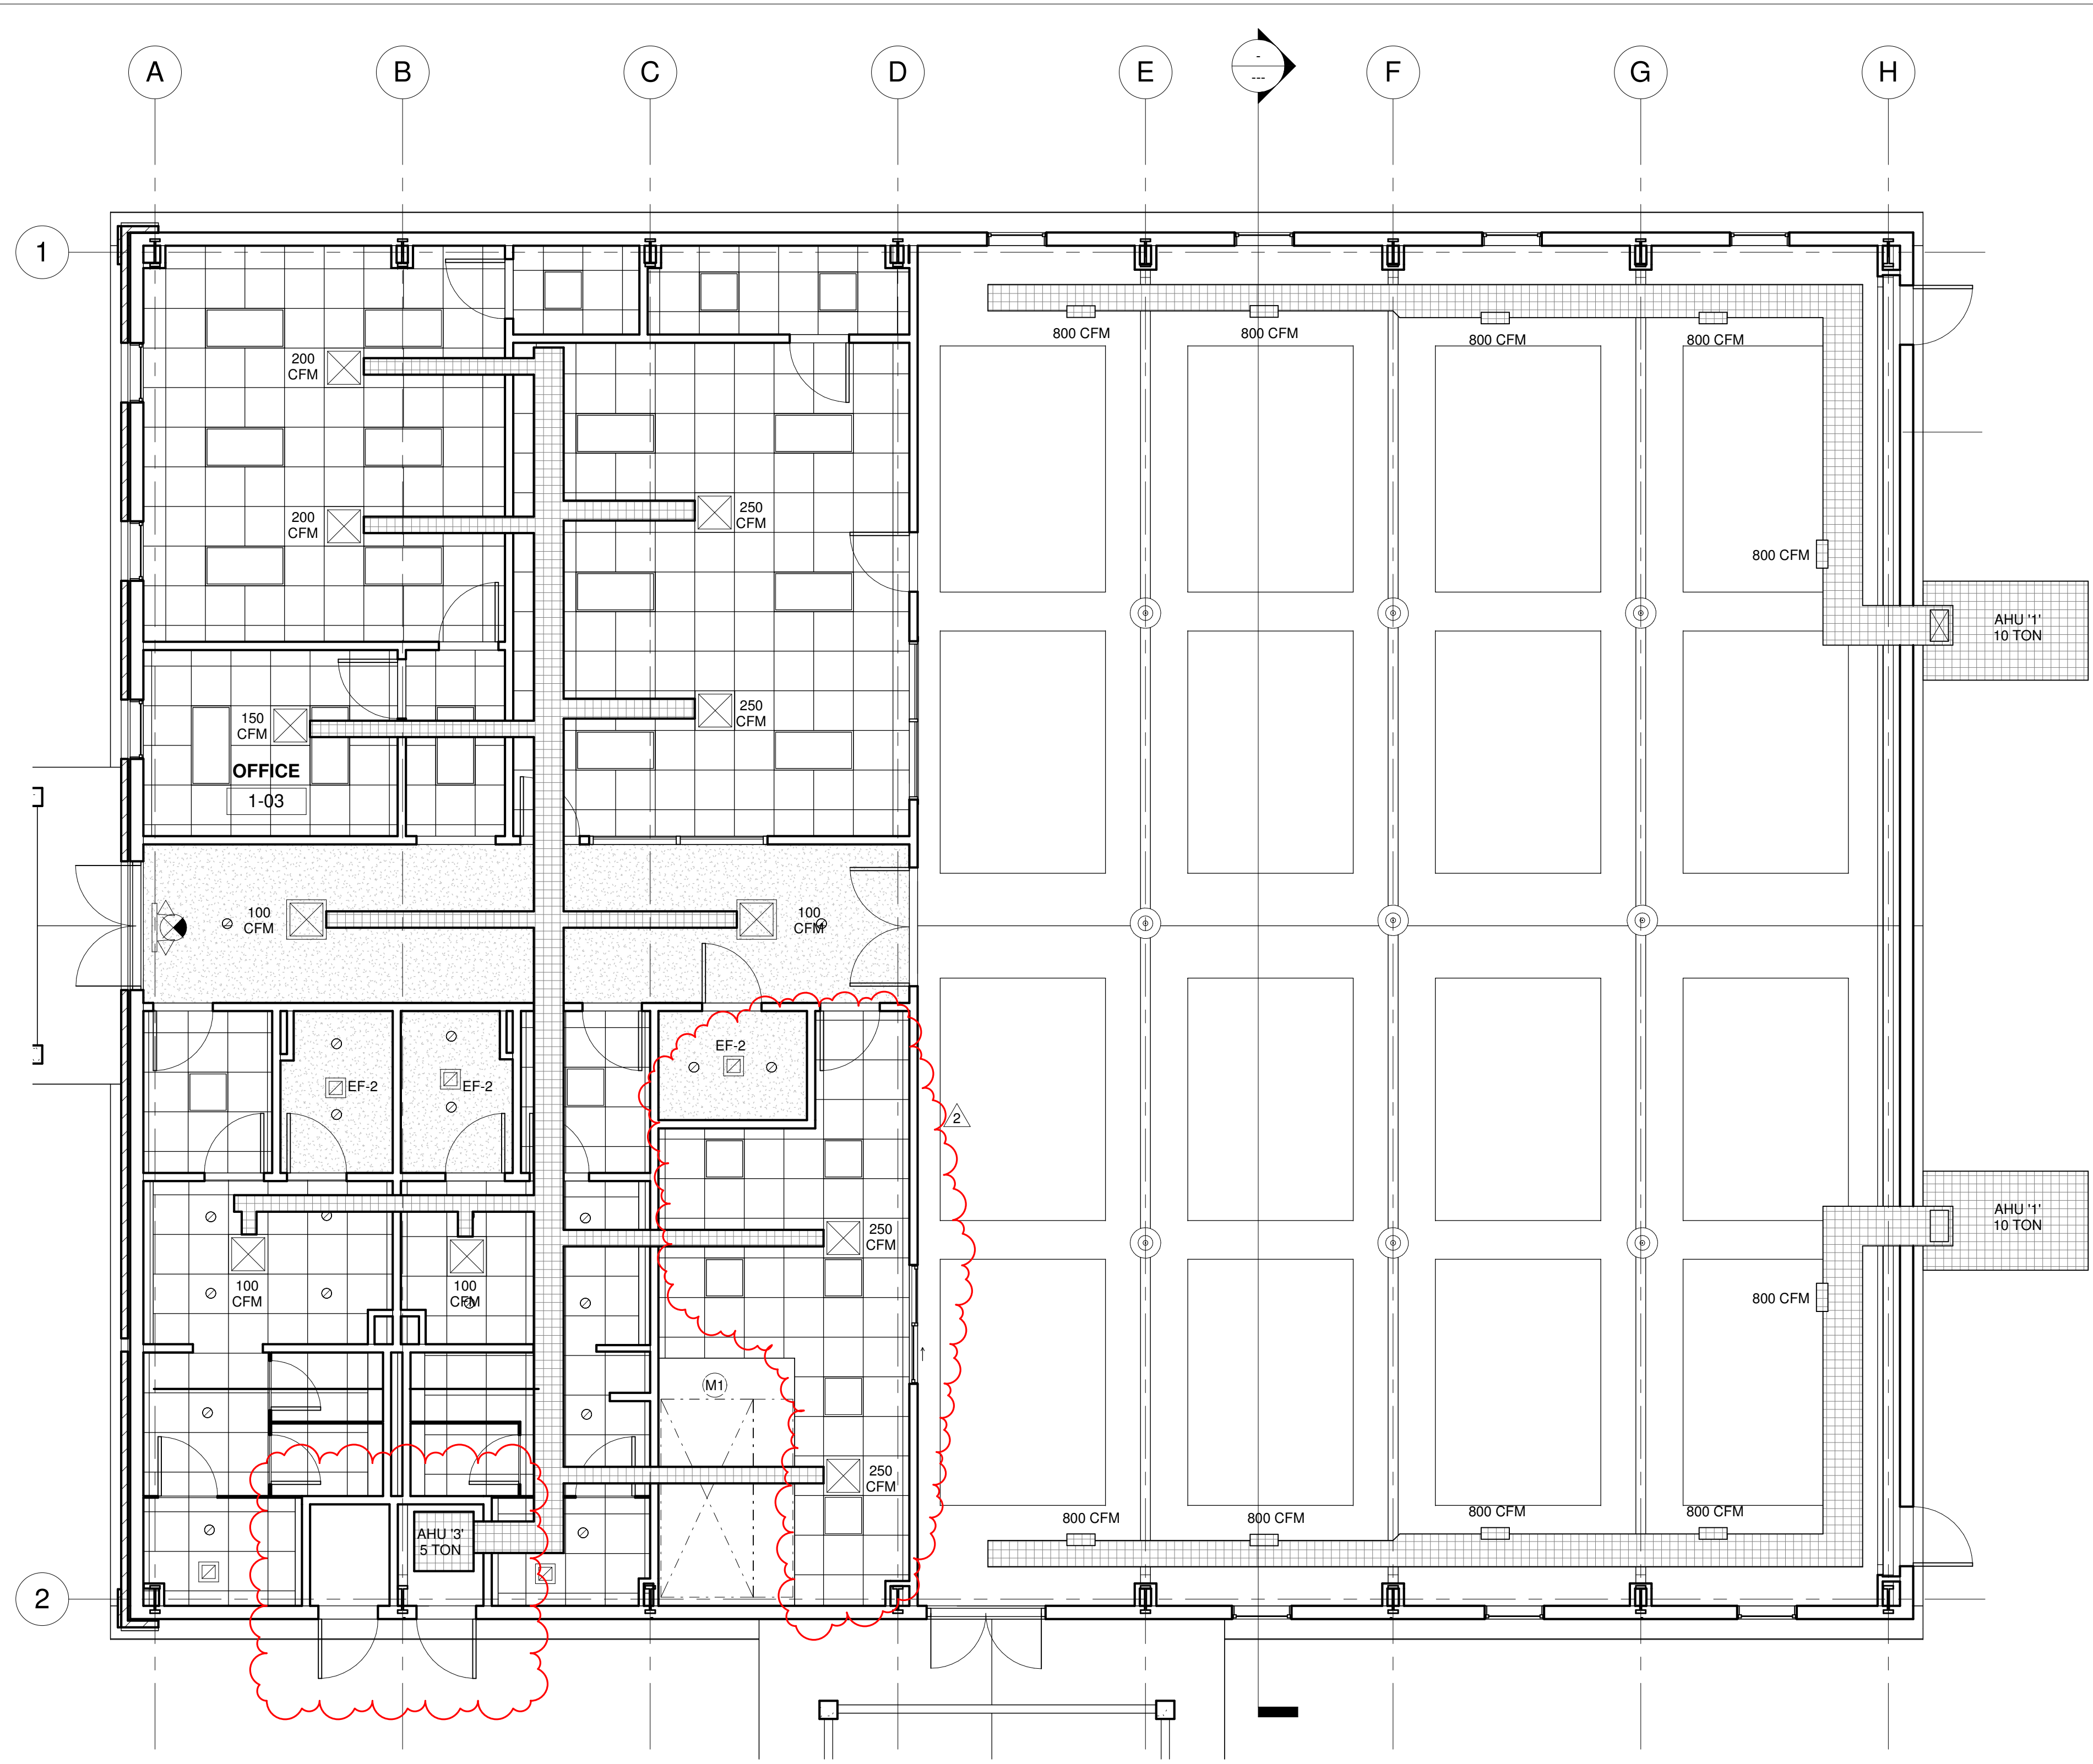 A
B
C
D
E
F
G
H
-
---
1
800 CFM
800 CFM
800 CFM
800 CFM
200
CFM
200
CFM
250
CFM
800 CFM
AHU '1'
10 TON
250
CFM
150
CFM
OFFICE
1-03
100
CFM
100
CFM
EF-2
EF-2
EF-2
2
250
CFM
AHU '1'
10 TON
100
CFM
100
CFM
800 CFM
M1
250
CFM
AHU '3'
5 TON
800 CFM
800 CFM
800 CFM
800 CFM
2